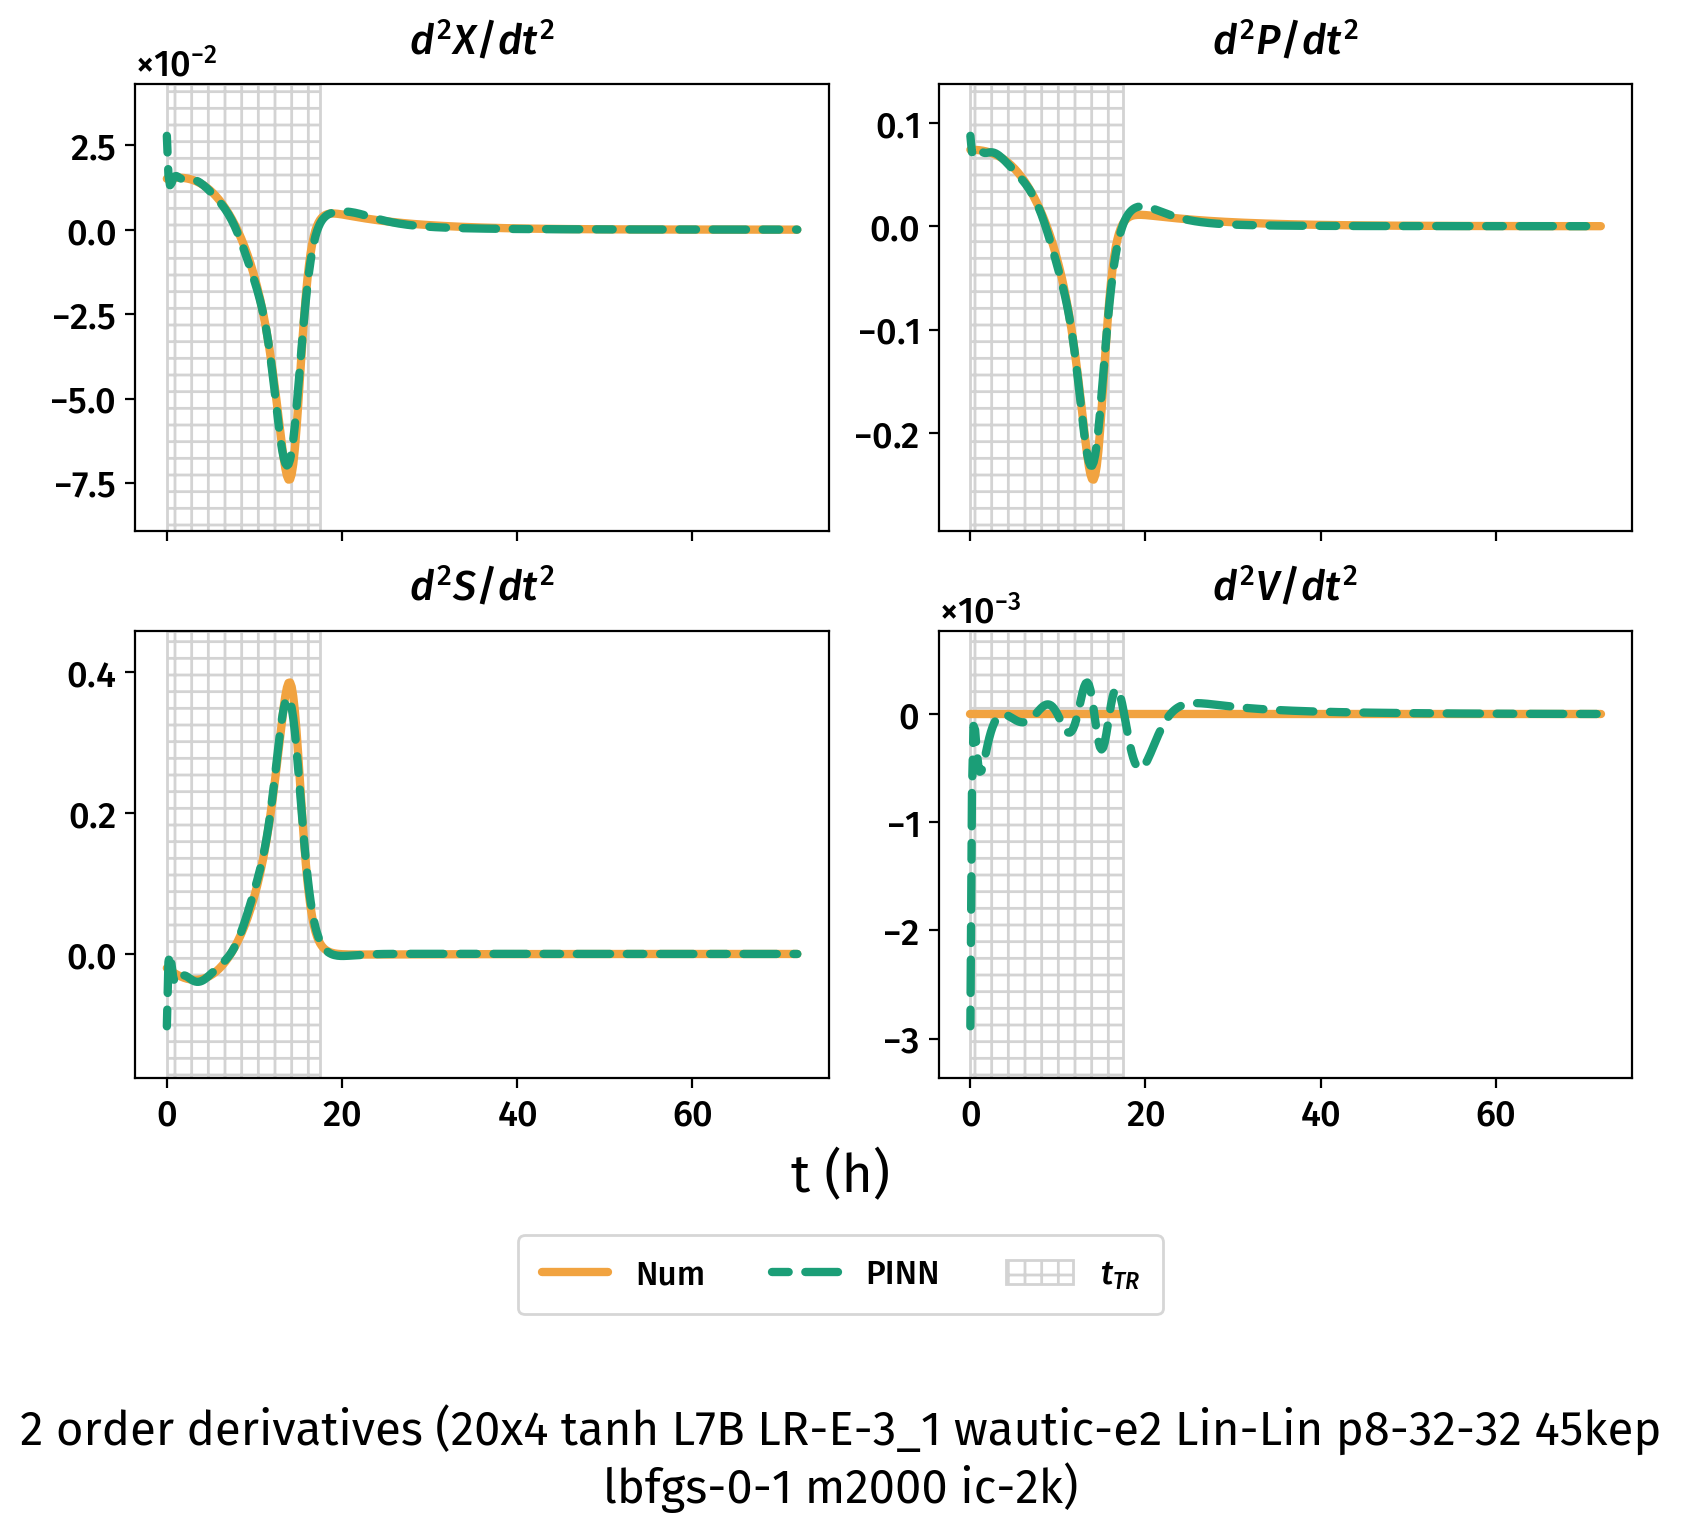 d²X/dt²
×10⁻²
2.5
0.0
−2.5
−5.0
−7.5
d²P/dt²
0.1
0.0
−0.1
−0.2
d²S/dt²
0.4
0.2
0.0
0 20 40 60
d²V/dt²
×10⁻³
0
−1
−2
−3
0 20 40 60
t (h)
Num PINN t_TR
2 order derivatives (20x4 tanh L7B LR-E-3_1 wautic-e2 Lin-Lin p8-32-32 45kep
lbfgs-0-1 m2000 ic-2k)